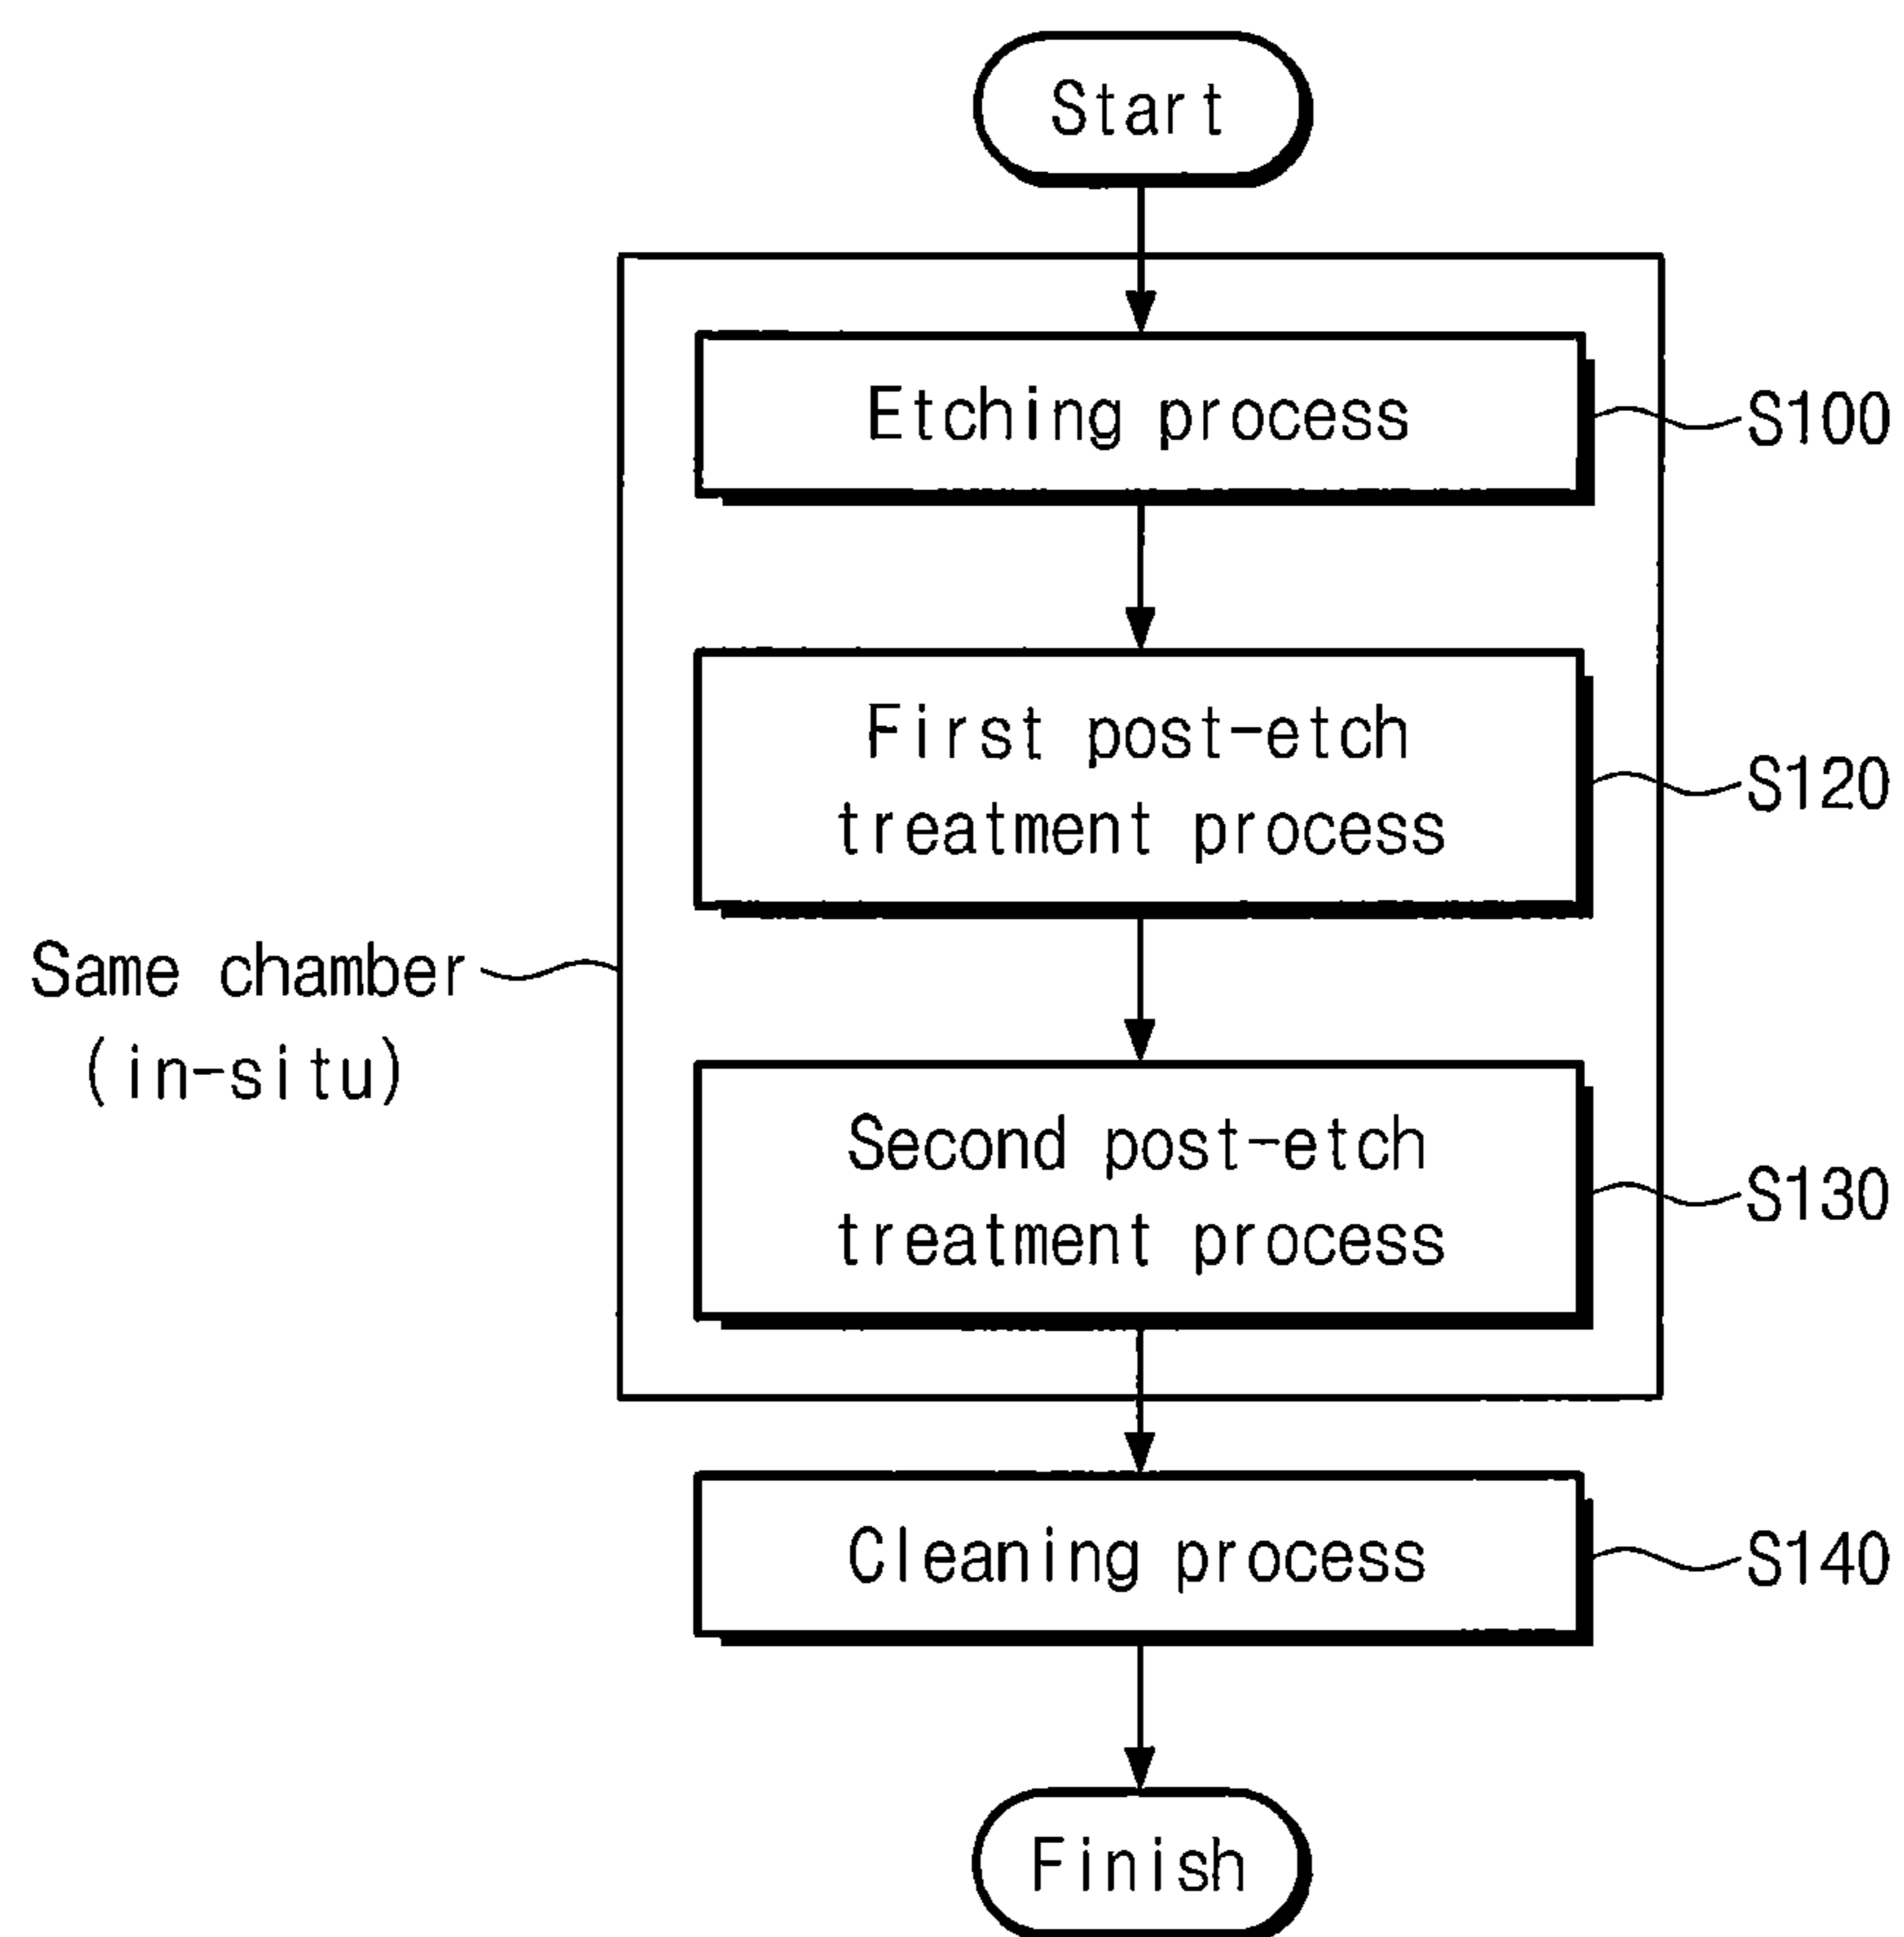 Start
Etching process
S100
First post-etch
treatment process
S120
Same chamber
(in-situ)
Second post-etch
treatment process
S130
Cleaning process
S140
Finish